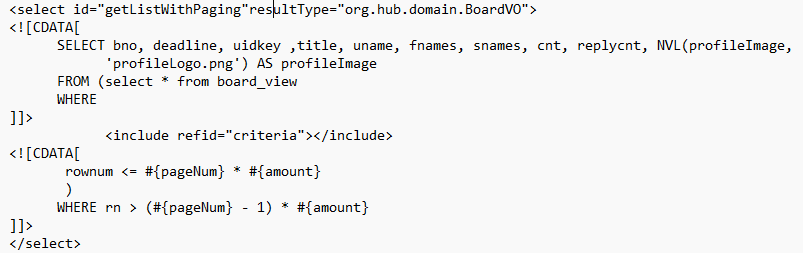 <select id="getListWithPaging"resultType="org.hub.domain.BoardVO">
<![CDATA[
SELECT bno, deadline, uidkey ,title, uname, fnames, snames, cnt, replycnt, NVL(profileImage,
'profileLogo.png') AS profileImage
FROM (select * from board_view
WHERE
]]>
<include refid="criteria"></include>
<![CDATA[
rownum <= #{pageNum} * #{amount}
)
WHERE rn > (#{pageNum} - 1) * #{amount}
]]>
</select>